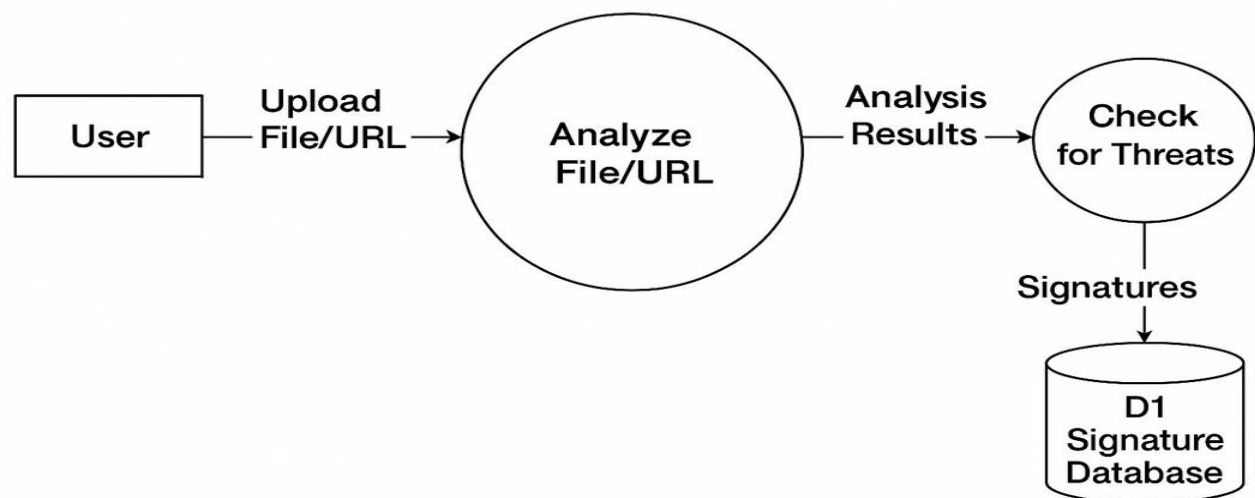 User
Upload
File/URL
Analyze
File/URL
Analysis
Results
Check
for Threats
Signatures
D1
Signature
Database